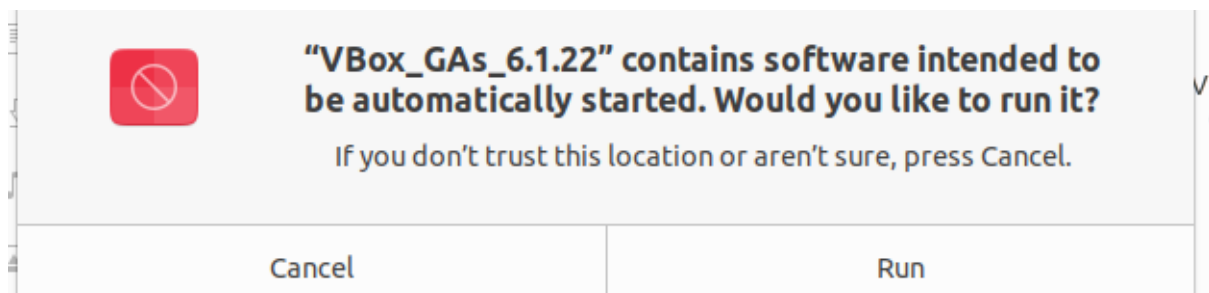 “VBox_GAs_6.1.22” contains software intended to
be automatically started. Would you like to run it?
If you don’t trust this location or aren’t sure, press Cancel.
Cancel
Run